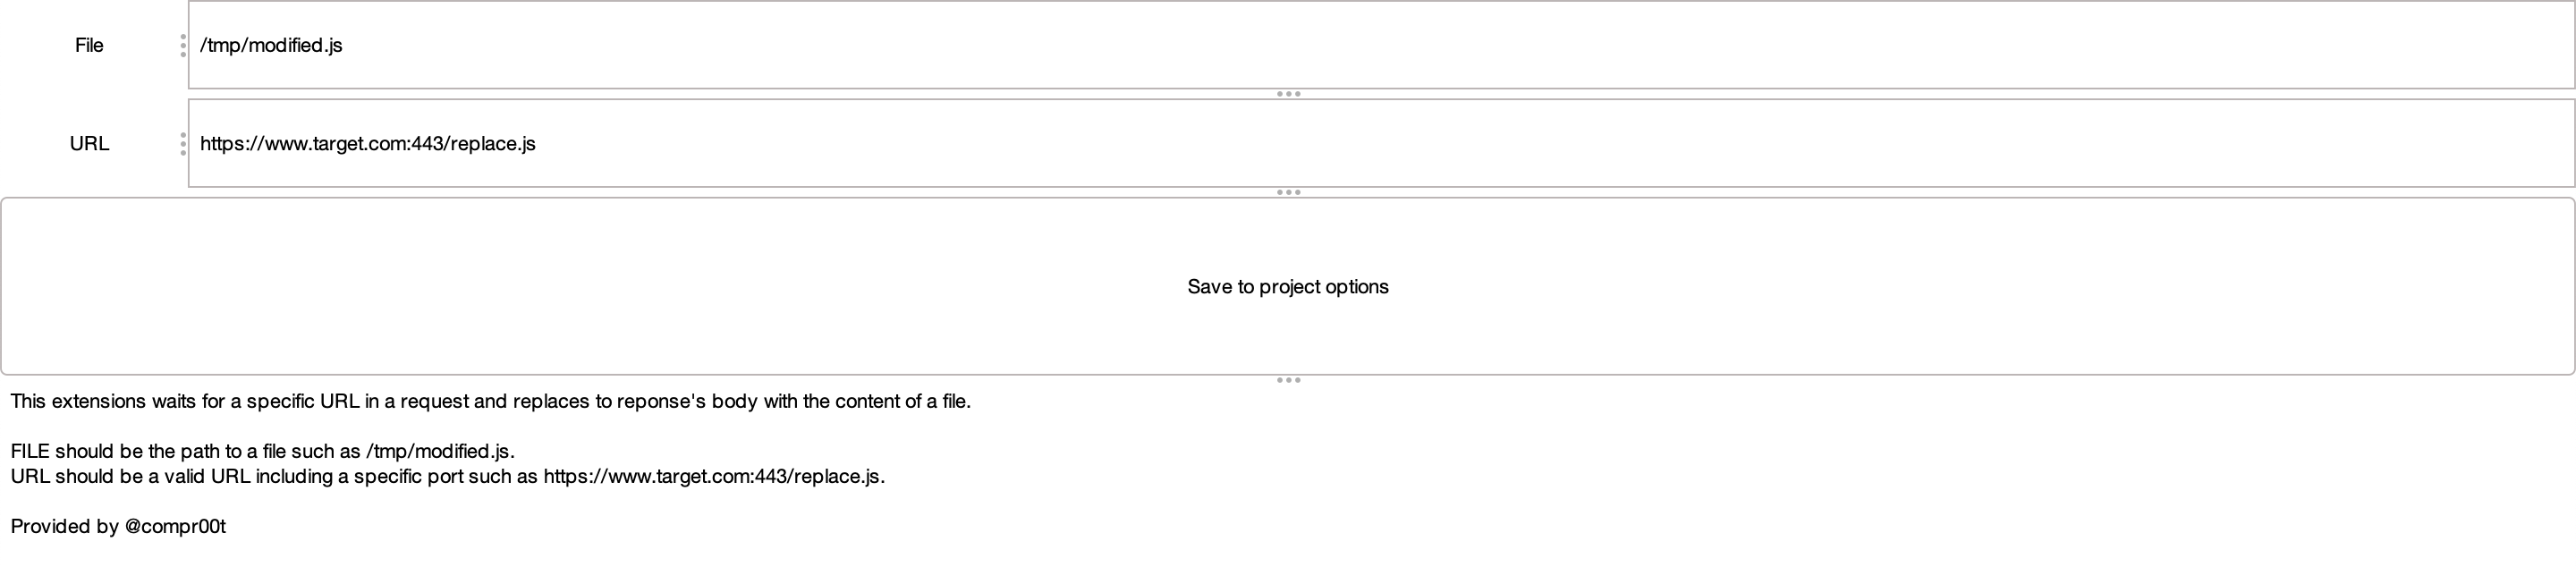 File
/tmp/modified.js
URL
https://www.target.com:443/replace.js
Save to project options
This extensions waits for a specific URL in a request and replaces to reponse's body with the content of a file.
FILE should be the path to a file such as /tmp/modified.js.
URL should be a valid URL including a specific port such as https://www.target.com:443/replace.js.
Provided by @compr00t